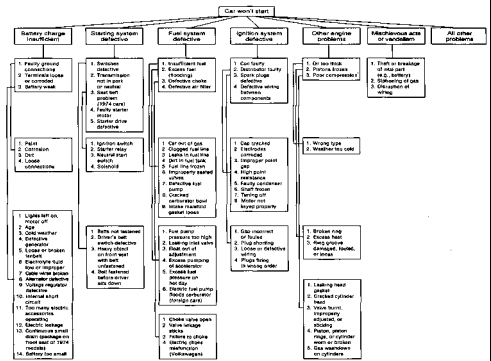 Car won't start
Battery charge
insufficient
Starting system
defective
Fuel system
defective
Ignition system
defective
Other engine
problems
Mischievous acts
or vandalism
All other
problems
1. Faulty ground
connections
2. Terminals loose
or corroded
3. Battery weak
1. Switches
defective
2. Transmission
not in park
or neutral
3. Seat belt
problem
(1974 cars)
4. Faulty starter
motor
5. Starter drive
defective
1. Insufficient fuel
2. Excess fuel
(flooding)
3. Defective choke
4. Defective air filter
1. Coil faulty
2. Distributor faulty
3. Spark plugs
defective
4. Defective wiring
between
components
1. Oil too thick
2. Pistons frozen
3. Poor compression
1. Theft or breakage
of vital part
(e.g., battery)
2. Siphoning of gas
3. Disruption of
wiring
1. Paint
2. Corrosion
3. Dirt
4. Loose
connections
1. Ignition switch
2. Starter relay
3. Neutral start
switch
4. Solenoid
1. Car out of gas
2. Clogged fuel line
3. Leaks in fuel line
4. Dirt in fuel tank
5. Fuel line frozen
6. Improperly seated
valves
7. Defective fuel
pump
8. Cracked
carburetor bowl
9. Intake manifold
gasket loose
1. Gap cracked
2. Electrodes
corroded
3. Improper point
gap
4. High point
resistance
5. Faulty condenser
6. Shaft frozen
7. Timing off
8. Motor not
keyed properly
1. Wrong type
2. Weather too cold
1. Lights left on,
motor off
2. Age
3. Cold weather
4. Defective
generator
5. Loose or broken
fanbelt
6. Electrolyte fluid
low or improper
7. Cable wire broken
8. Alternator defective
9. Voltage regulator
defective
10. Internal short
circuit
11. Too many electric
accessories
operating
12. Electric leakage
13. Continuous small
drain (package on
front seat of 1974
models)
14. Battery too small
1. Belts not fastened
2. Driver's belt
switch defective
3. Heavy object
on front seat
with belt
unfastened
4. Belt fastened
before driver
sits down
1. Fuel pump
pressure too high
2. Leaking inlet valve
3. Float out of
adjustment
4. Excess pumping
of accelerator
5. Excess fuel
pressure on
hot day
6. Electric fuel pump
floods carburetor
(foreign cars)
1. Gap incorrect
or fouled
2. Plug shorting
3. Loose or defective
wiring
4. Plugs firing
in wrong order
1. Broken ring
2. Excess heat
3. Ring groove
damaged, fouled,
or loose
1. Choke valve open
2. Valve leakage
sticks
3. Failure to choke
4. Electric choke
malfunction
(Volkswagen)
1. Leaking head
gasket
2. Cracked cylinder
head
3. Valve burnt,
improperly
adjusted, or
sticking
4. Piston, piston
rings, or cylinder
worn or broken
5. Gas washdown
on cylinders